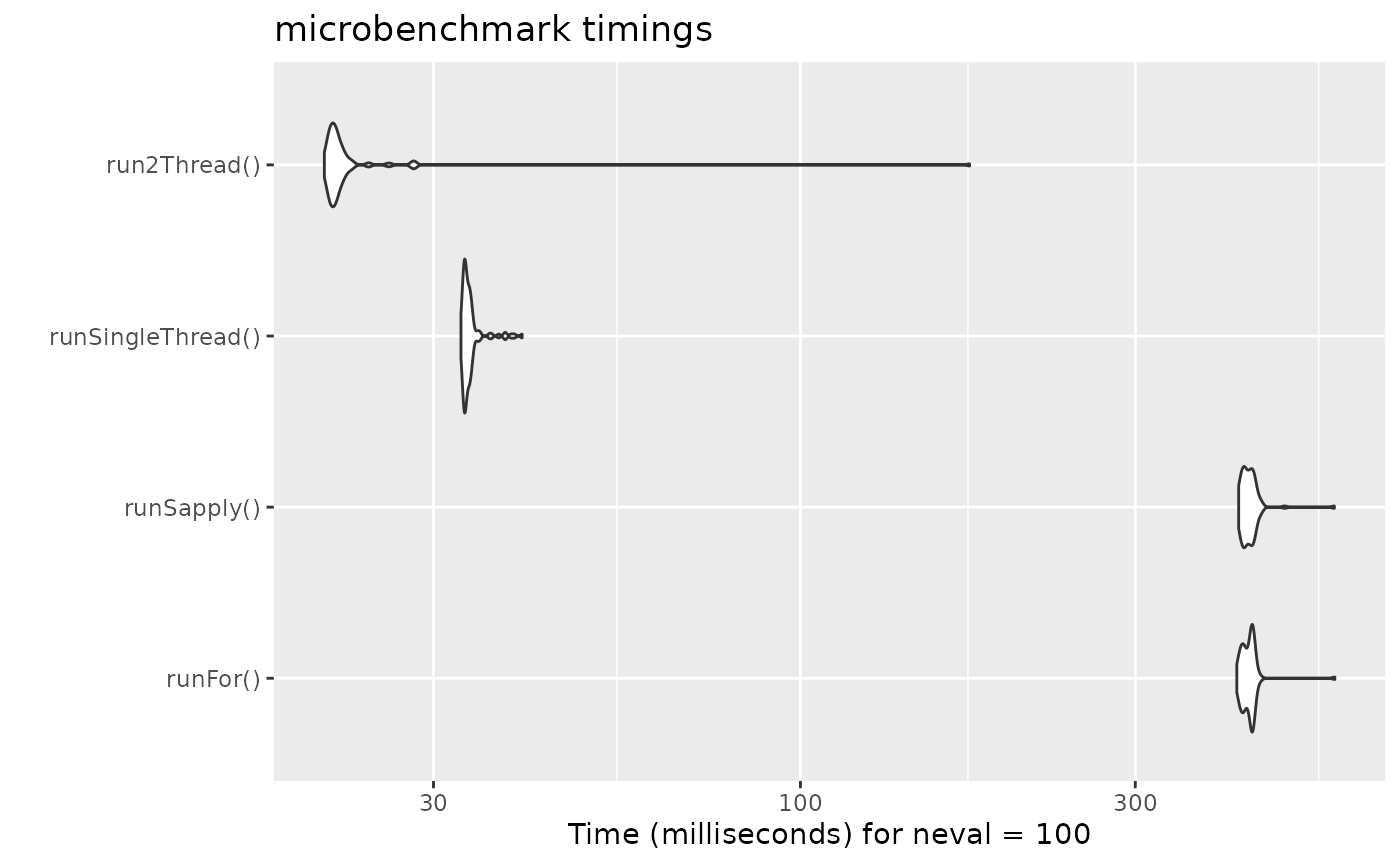 microbenchmark timings
run2Thread()
runSingleThread()
runSapply()
runFor()
30
100
300
Time (milliseconds) for neval = 100